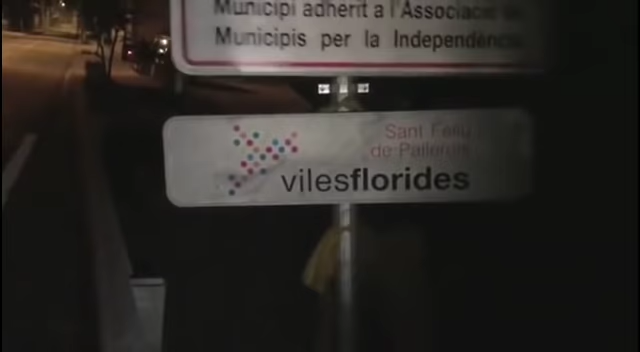 Municipi adherit a l'Associació de
Municipis per la Independència
Sant Feliu
de Pallerols
vilesflorides